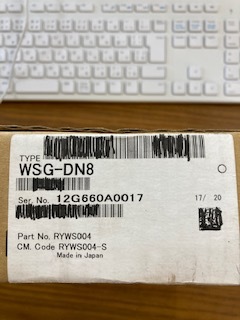 TYPE
WSG-DN8
Ser. No. 12G660A0017 17/ 20
Part No. RYWS004
CM. Code RYWS004-S
Made in Japan